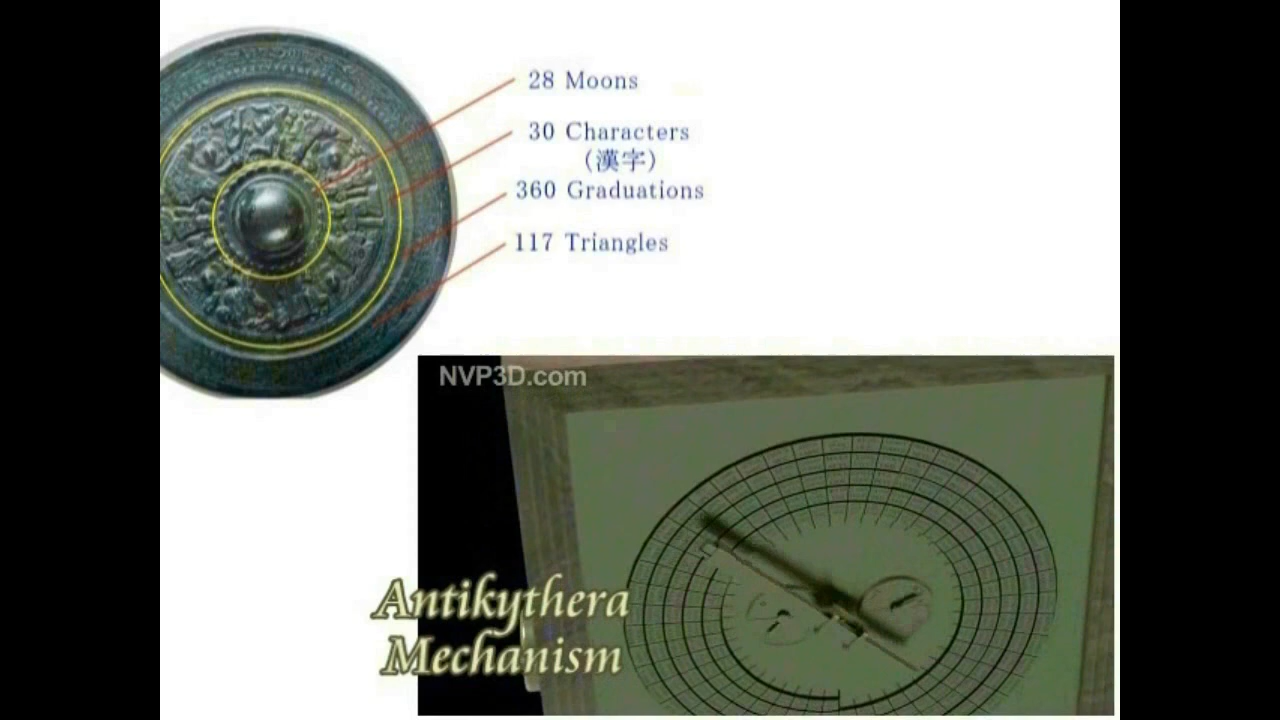 28 Moons
30 Characters
（漢字）
360 Graduations
117 Triangles
NVP3D.com
Antikythera
Mechanism